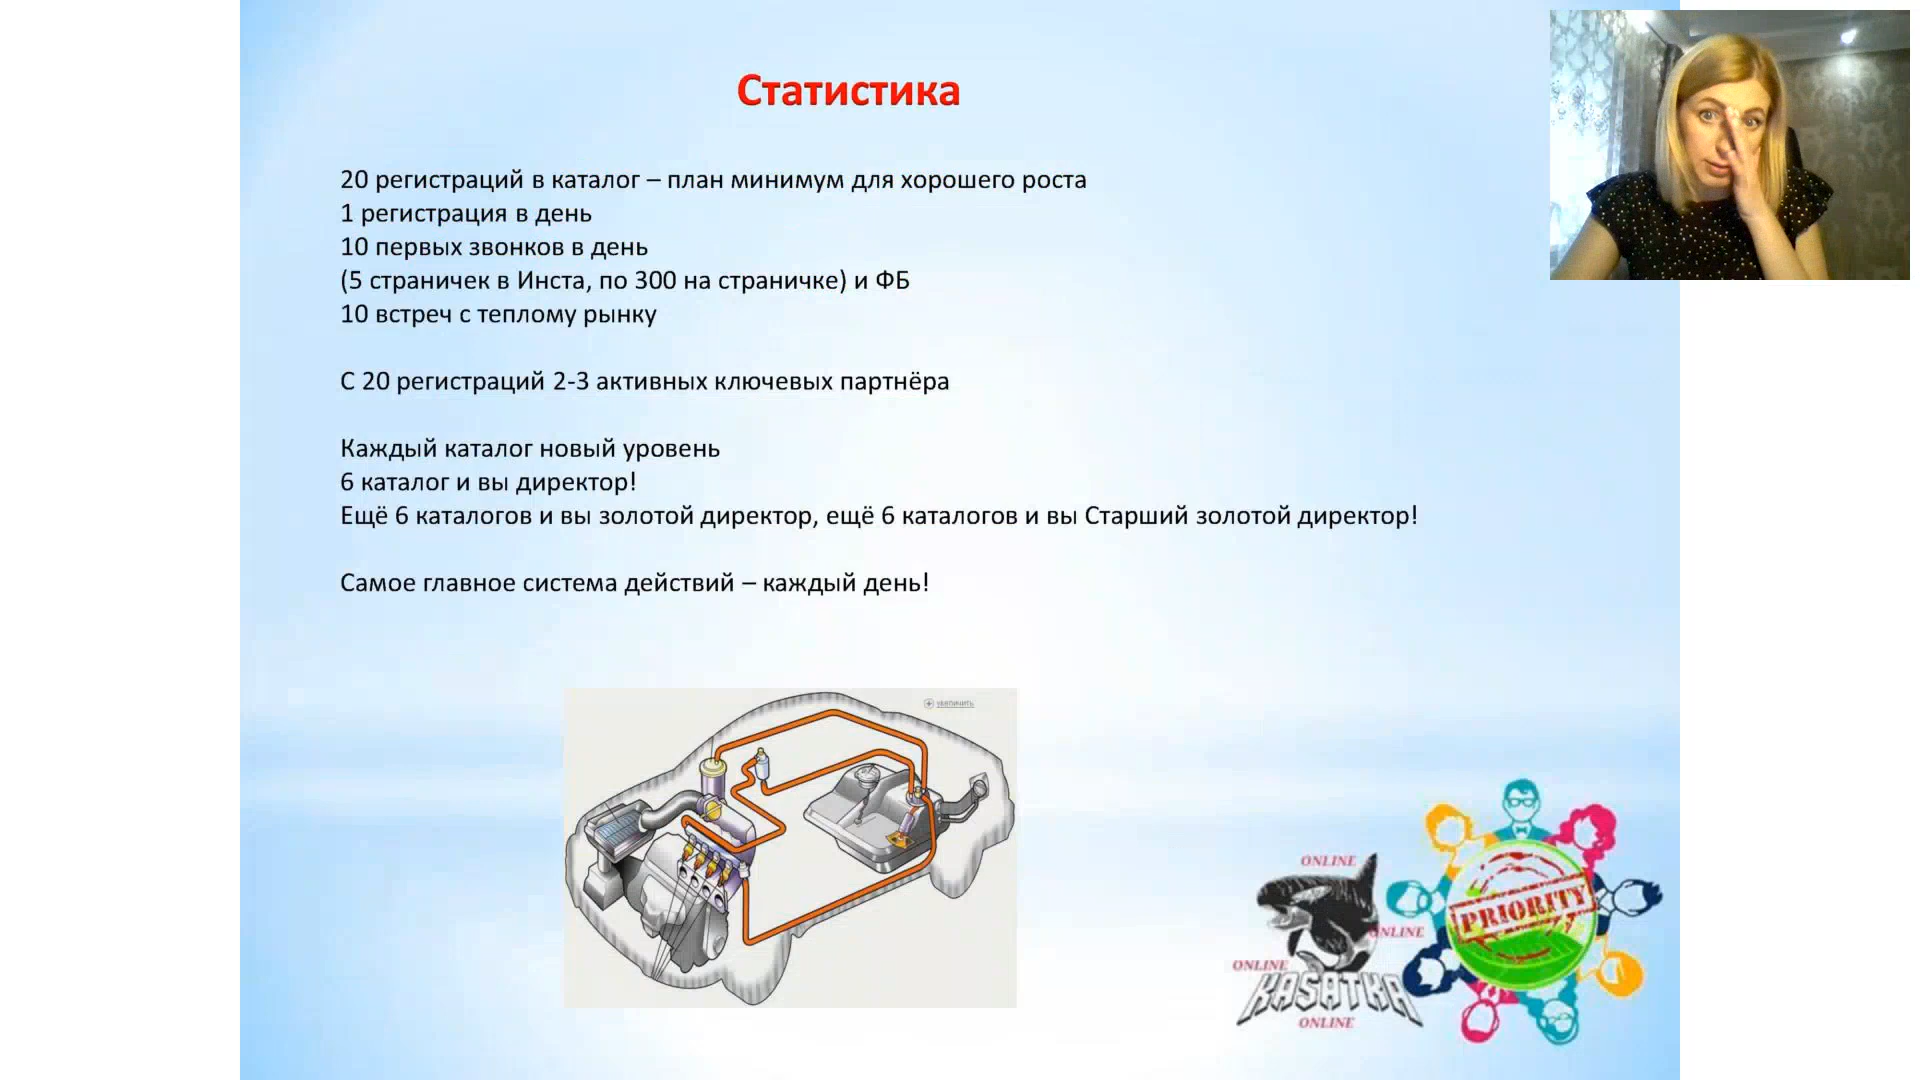 Статистика
20 регистраций в каталог – план минимум для хорошего роста
1 регистрация в день
10 первых звонков в день
(5 страничек в Инста, по 300 на страничке) и ФБ
10 встреч с теплому рынку
С 20 регистраций 2-3 активных ключевых партнёра
Каждый каталог новый уровень
6 каталог и вы директор!
Ещё 6 каталогов и вы золотой директор, ещё 6 каталогов и вы Старший золотой директор!
Самое главное система действий – каждый день!
увеличить
ONLINE
ONLINE
ONLINE
KASATKA
ONLINE
PRIORITY